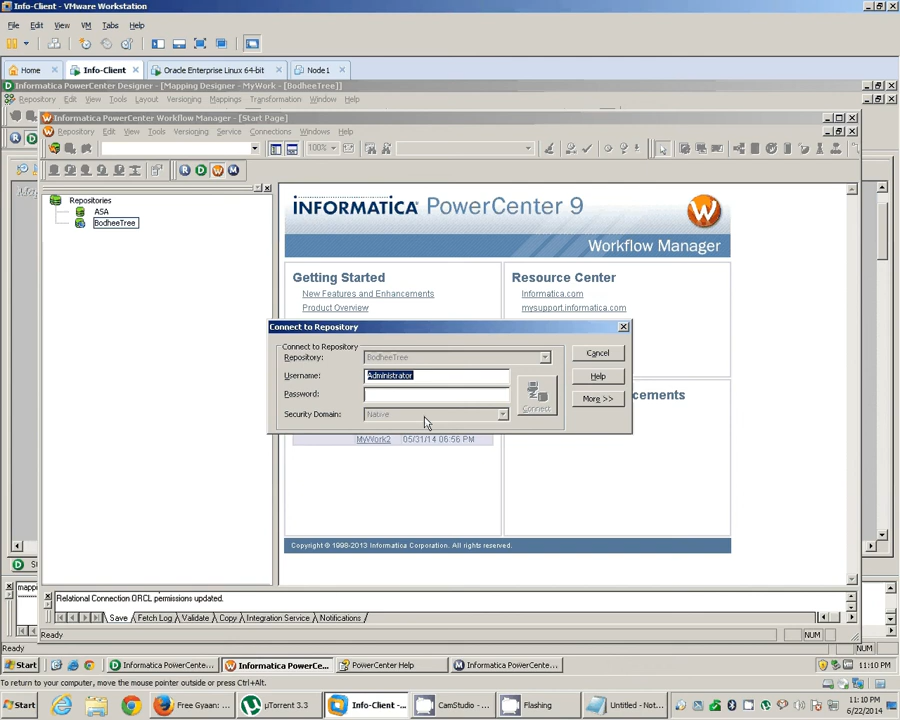 Info-Client - VMware Workstation
File Edit View VM Tabs Help
Home Info-Client Oracle Enterprise Linux 64-bit Node1
Informatica PowerCenter Designer - [Mapping Designer - MyWork - [BodheeTree]]
Repository Edit View Tools Layout Versioning Mappings Transformation Window Help
Informatica PowerCenter Workflow Manager - [Start Page]
Repository Edit View Tools Versioning Service Connections Windows Help
100%
R D W M
Repositories
ASA
BodheeTree
INFORMATICA PowerCenter 9
Workflow Manager
Getting Started
Resource Center
New Features and Enhancements
Informatica.com
Product Overview
mysupport.informatica.com
Connect to Repository
Connect to Repository
Repository: BodheeTree
Cancel
Username: Administrator
Help
Password:
Connect
More >>
Security Domain: Native
MyWork2 05/31/14 06:56 PM
Copyright © 1998-2013 Informatica Corporation. All rights reserved.
Relational Connection ORCL permissions updated.
Save Fetch Log Validate Copy Integration Service Notifications
Ready NUM
Ready NUM
Start Informatica PowerCente... Informatica PowerCe... PowerCenter Help Informatica PowerCente... 11:10 PM
To return to your computer, move the mouse pointer outside or press Ctrl+Alt.
Start Free Gyaan: ... µTorrent 3.3 Info-Client -... CamStudio - ... Flashing Untitled - Not... 11:10 PM
6/22/2014